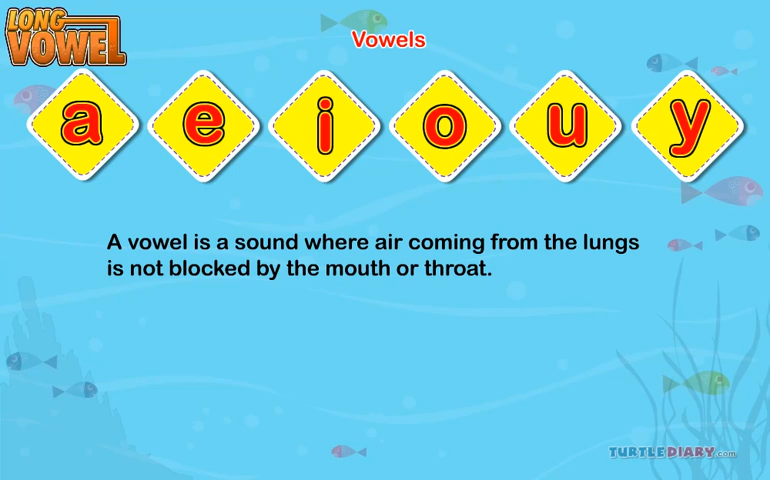 LONG
VOWEL
Vowels
a e i o u y
A vowel is a sound where air coming from the lungs
is not blocked by the mouth or throat.
TURTLEDIARY.com